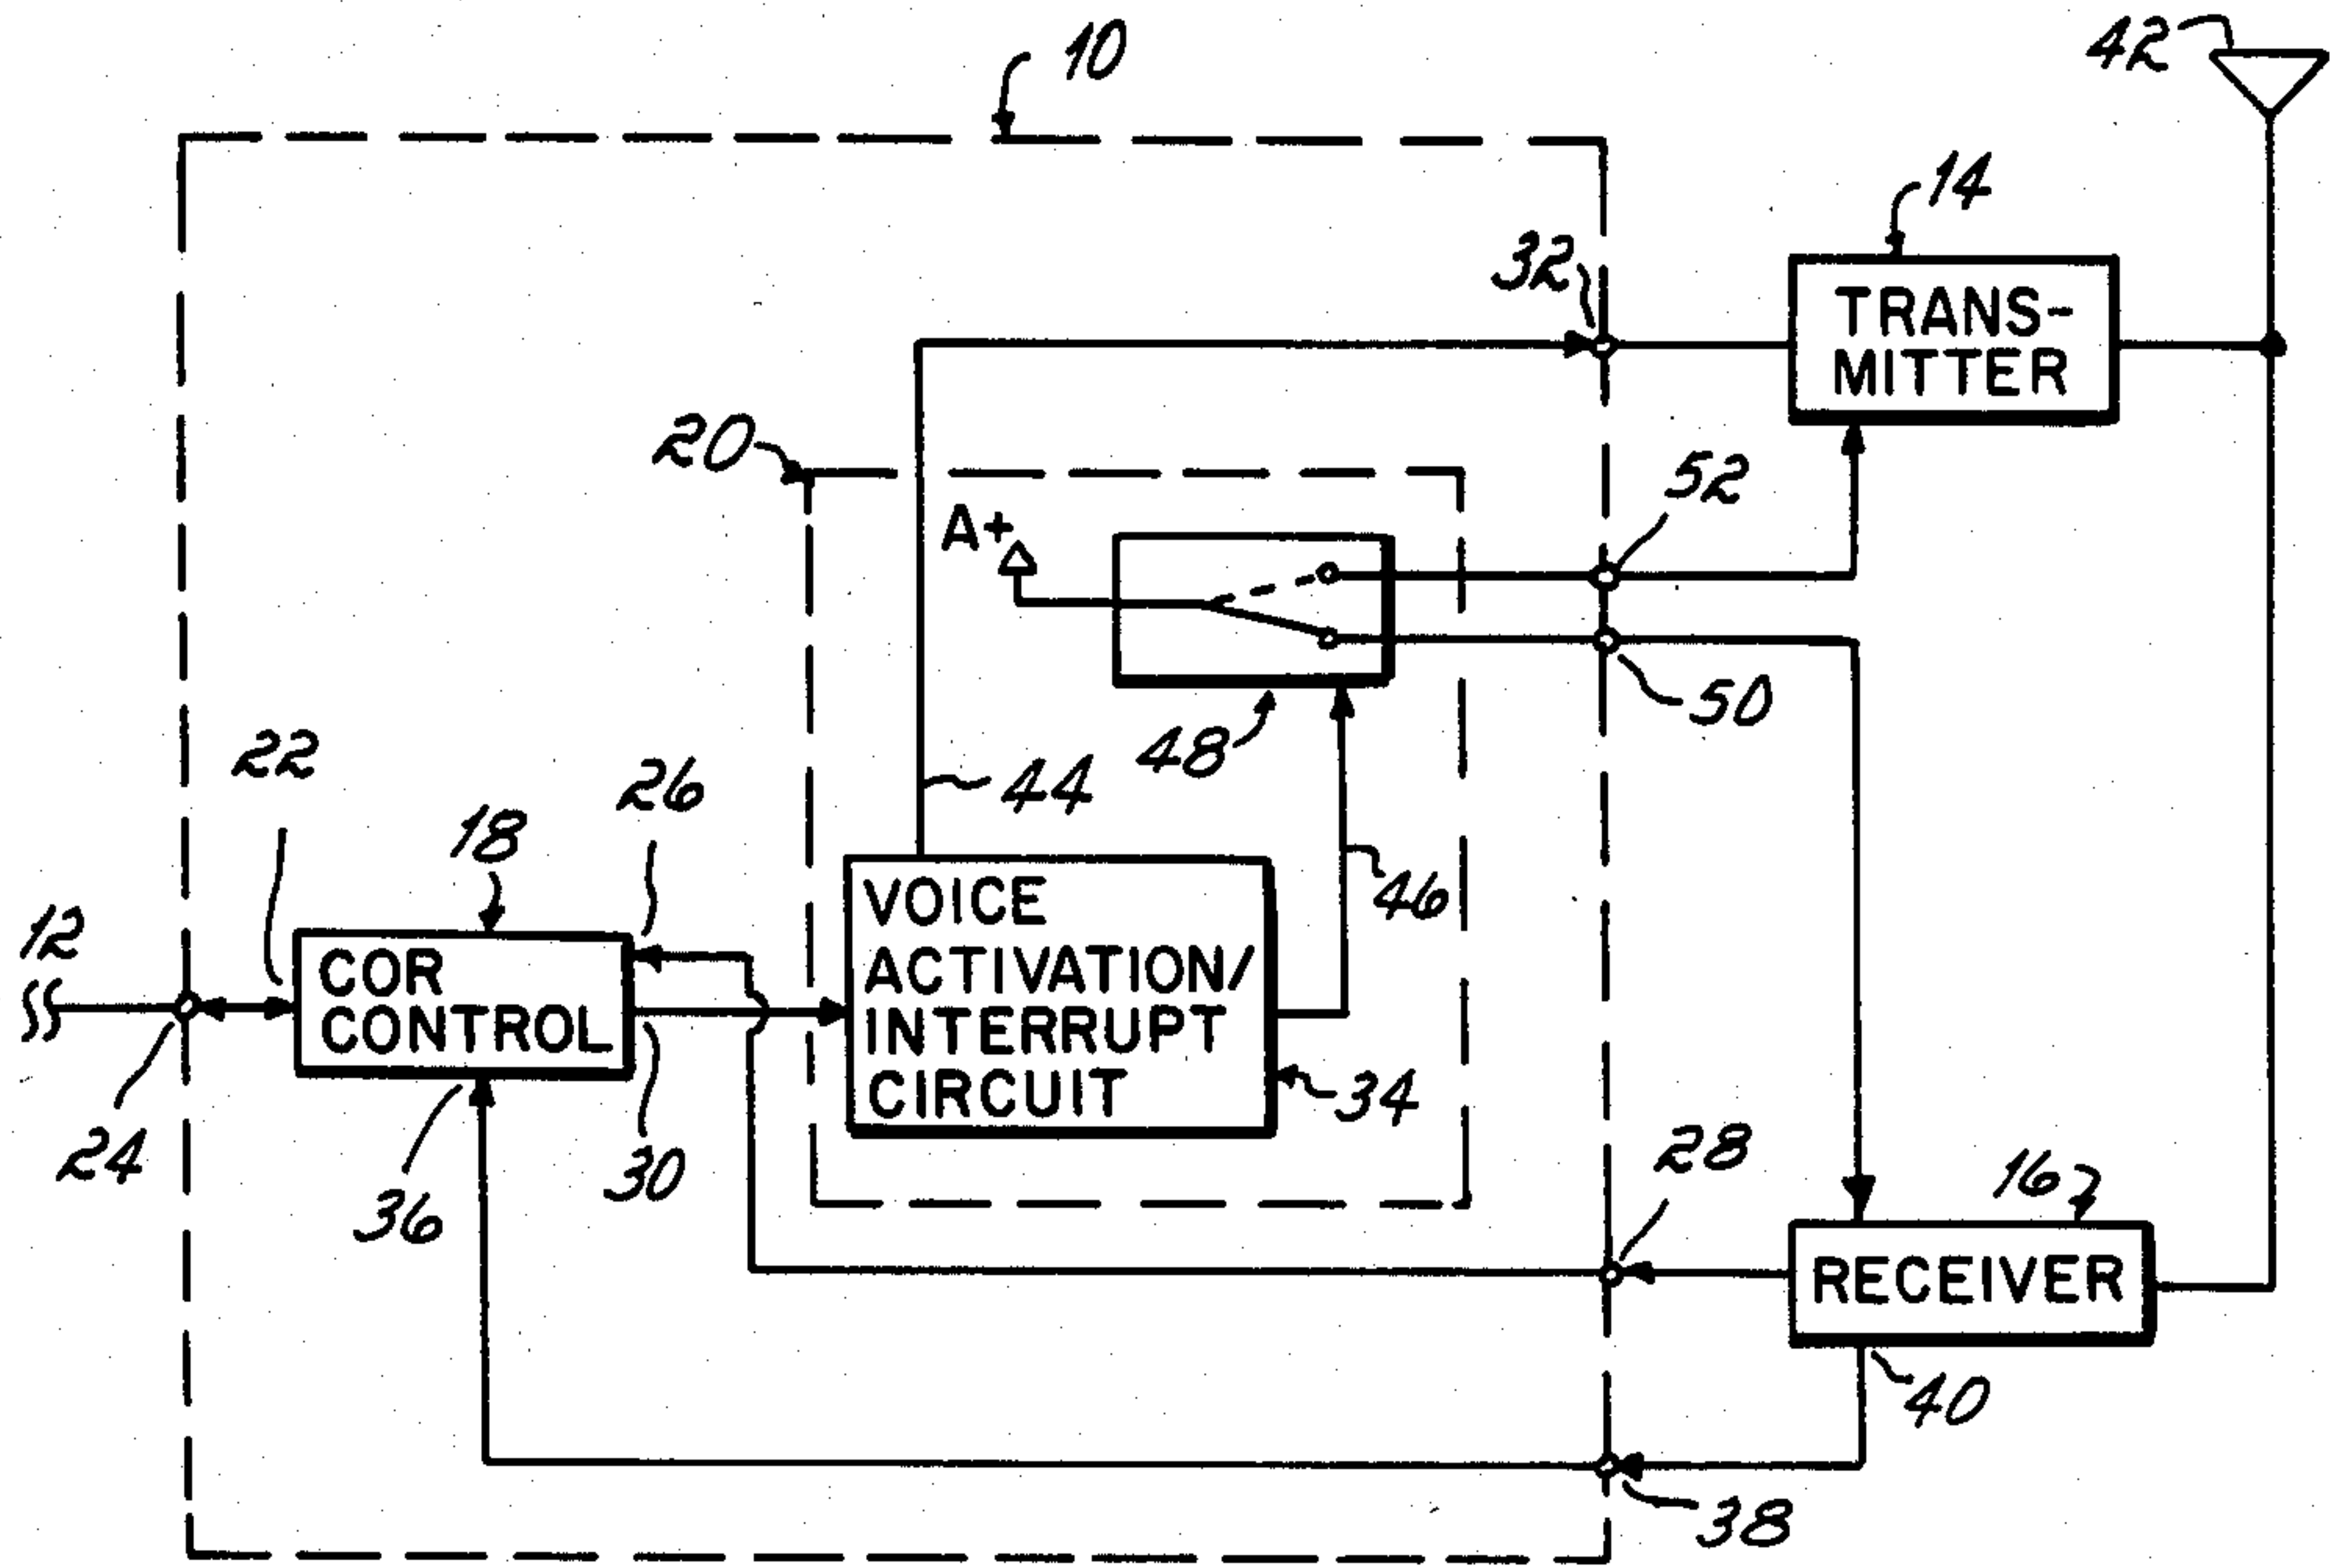 10
42
14
32
TRANS-
MITTER
20
52
A+
50
48
22
44
26
18
46
12
VOICE
ACTIVATION/
INTERRUPT
CIRCUIT
COR
CONTROL
34
24
36
30
28
16
RECEIVER
40
38